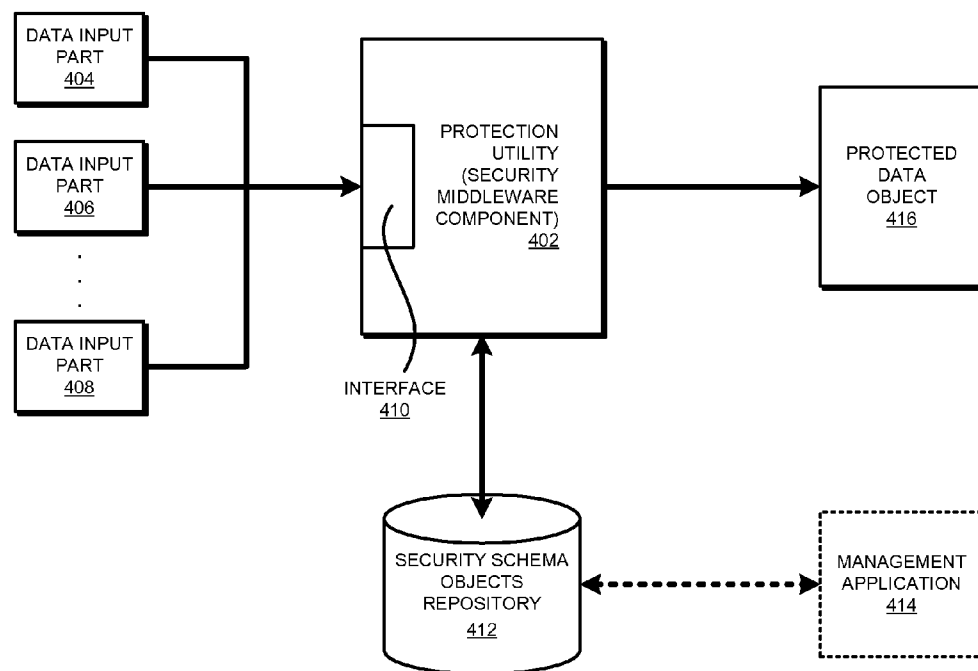 DATA INPUT
PART
404
DATA INPUT
PART
406
.
.
.
DATA INPUT
PART
408
PROTECTION
UTILITY
(SECURITY
MIDDLEWARE
COMPONENT)
402
INTERFACE
410
PROTECTED
DATA
OBJECT
416
SECURITY SCHEMA
OBJECTS
REPOSITORY
412
MANAGEMENT
APPLICATION
414